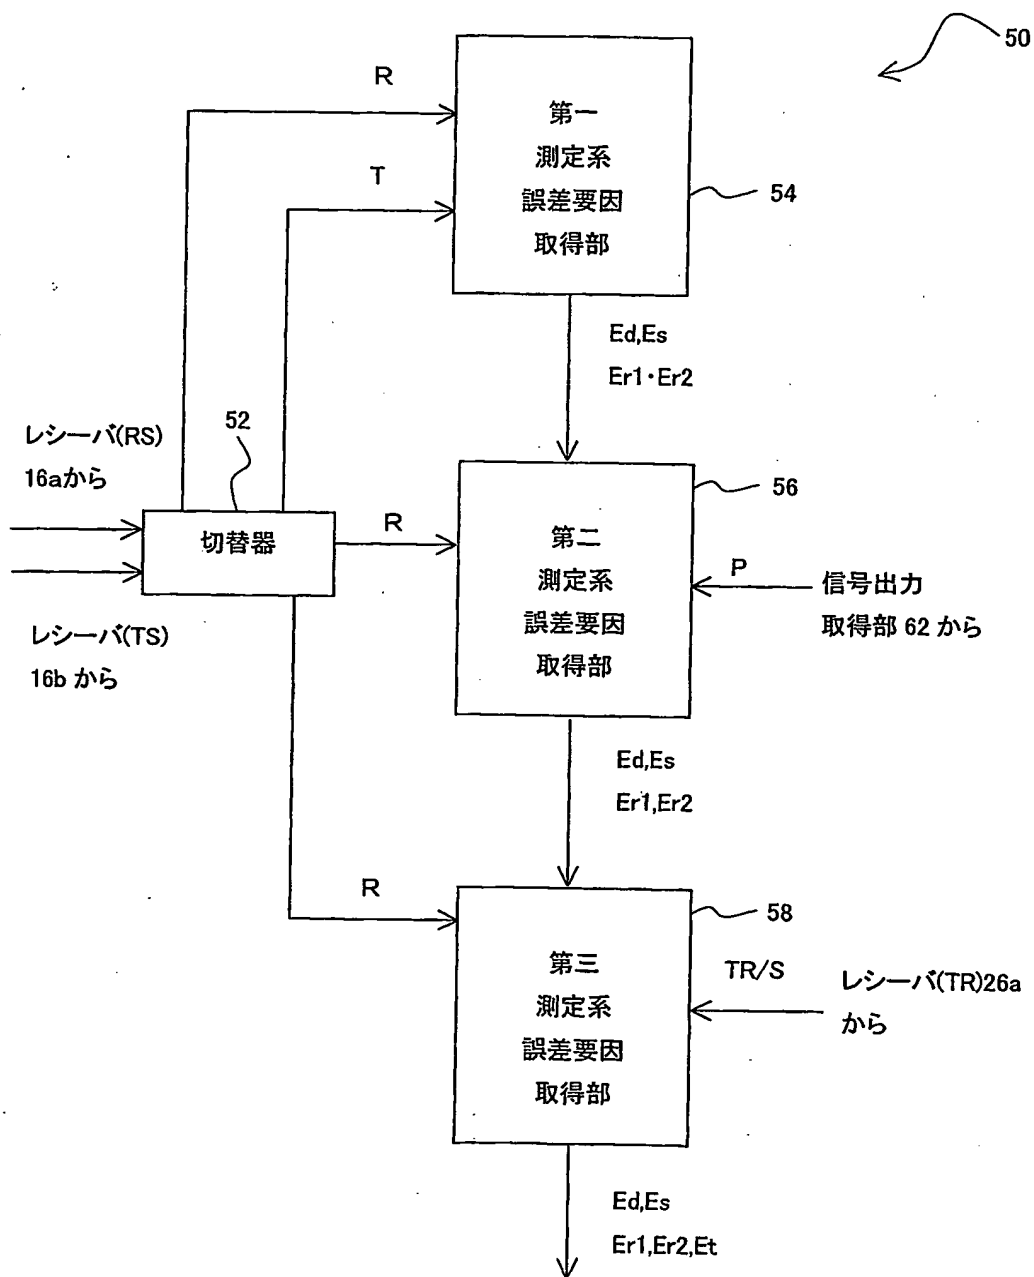 50
R
第一
測定系
誤差要因
取得部
54
T
Ed,Es
Er1・Er2
レシーバ(RS)
16aから
52
切替器
R
第二
測定系
誤差要因
取得部
56
P
信号出力
取得部 62 から
レシーバ(TS)
16b から
Ed,Es
Er1,Er2
R
第三
測定系
誤差要因
取得部
58
TR/S
レシーバ(TR)26a
から
Ed,Es
Er1,Er2,Et